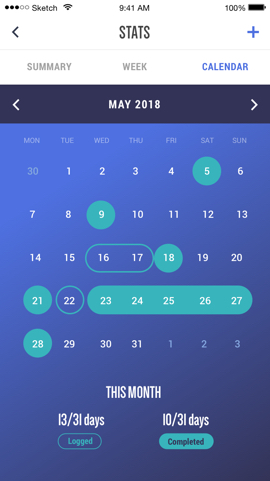 Sketch 9:41 AM 100%
STATS
SUMMARY WEEK CALENDAR
MAY 2018
MON TUE WED THU FRI SAT SUN
30 1 2 3 4 5 6
7 8 9 10 11 12 13
14 15 16 17 18 19 20
21 22 23 24 25 26 27
28 29 30 31 1 2 3
THIS MONTH
13/31 days 10/31 days
Logged Completed